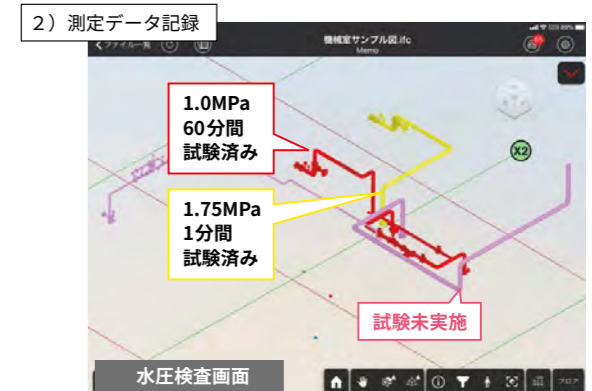 2）測定データ記録
ファイル一覧
機械室サンプル図.ifc
Memo
1.0MPa
60分間
試験済み
X2
1.75MPa
1分間
試験済み
試験未実施
水圧検査画面
フロア